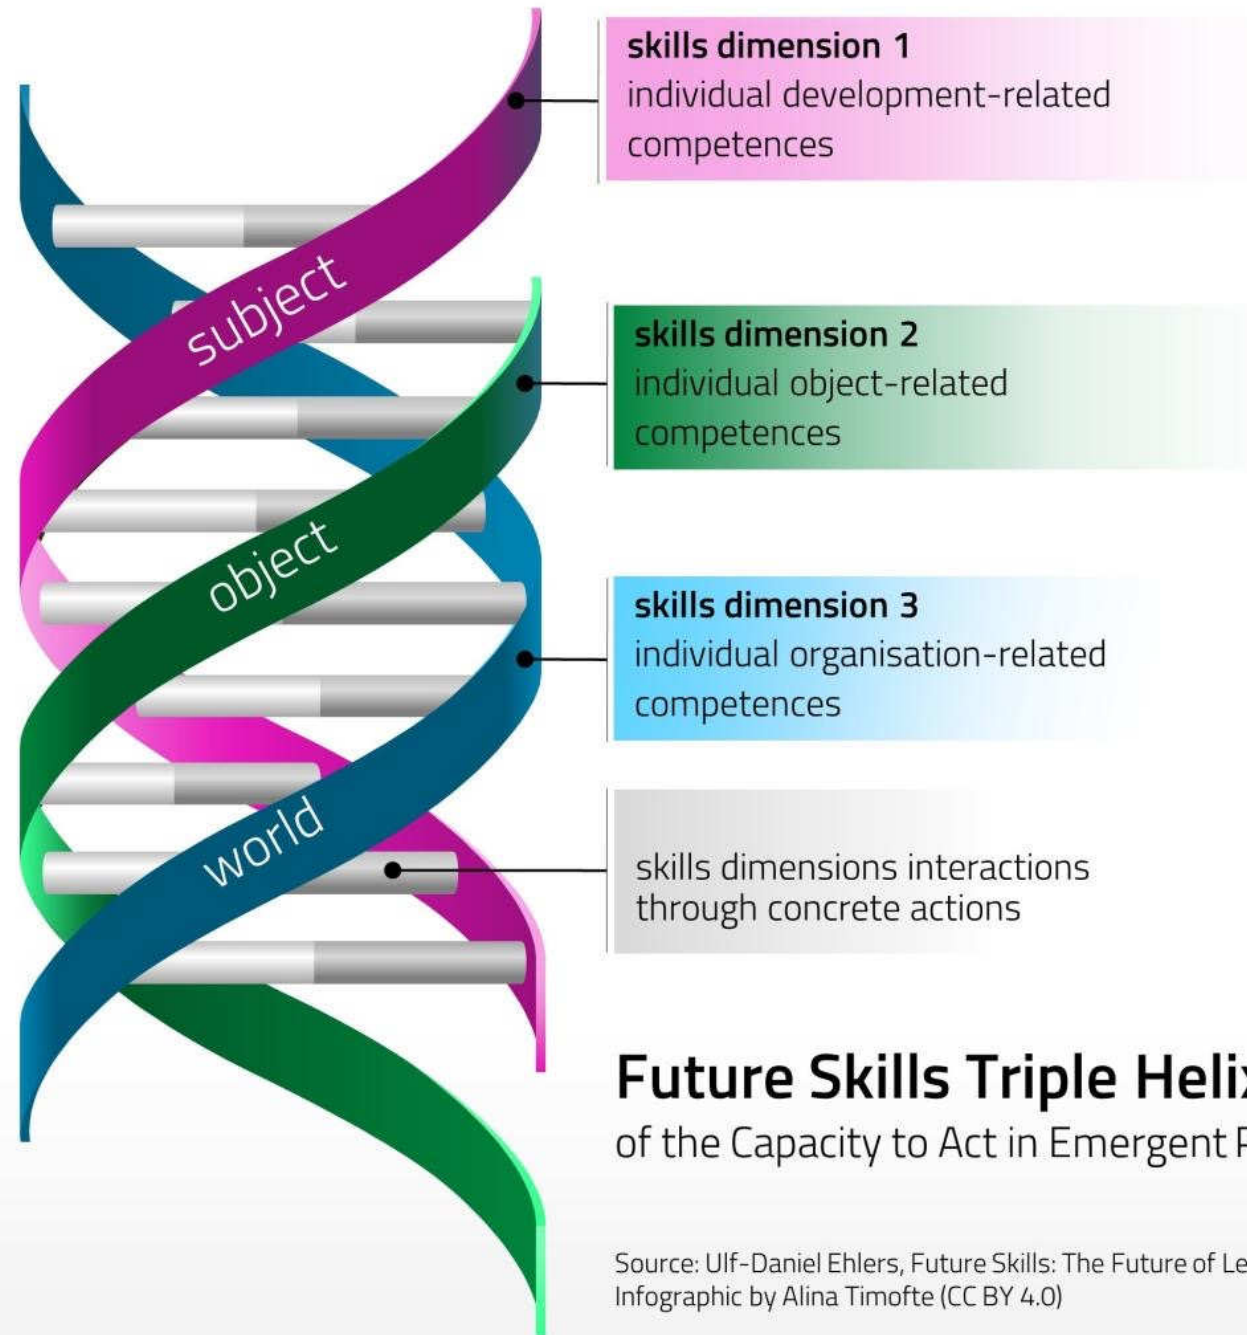 skills dimension 1
individual development-related
competences
subject
skills dimension 2
individual object-related
competences
object
skills dimension 3
individual organisation-related
competences
world
skills dimensions interactions
through concrete actions
Future Skills Triple Helix
of the Capacity to Act in Emergent
Source: Ulf-Daniel Ehlers, Future Skills: The Future of
Infographic by Alina Timofte (CC BY 4.0)